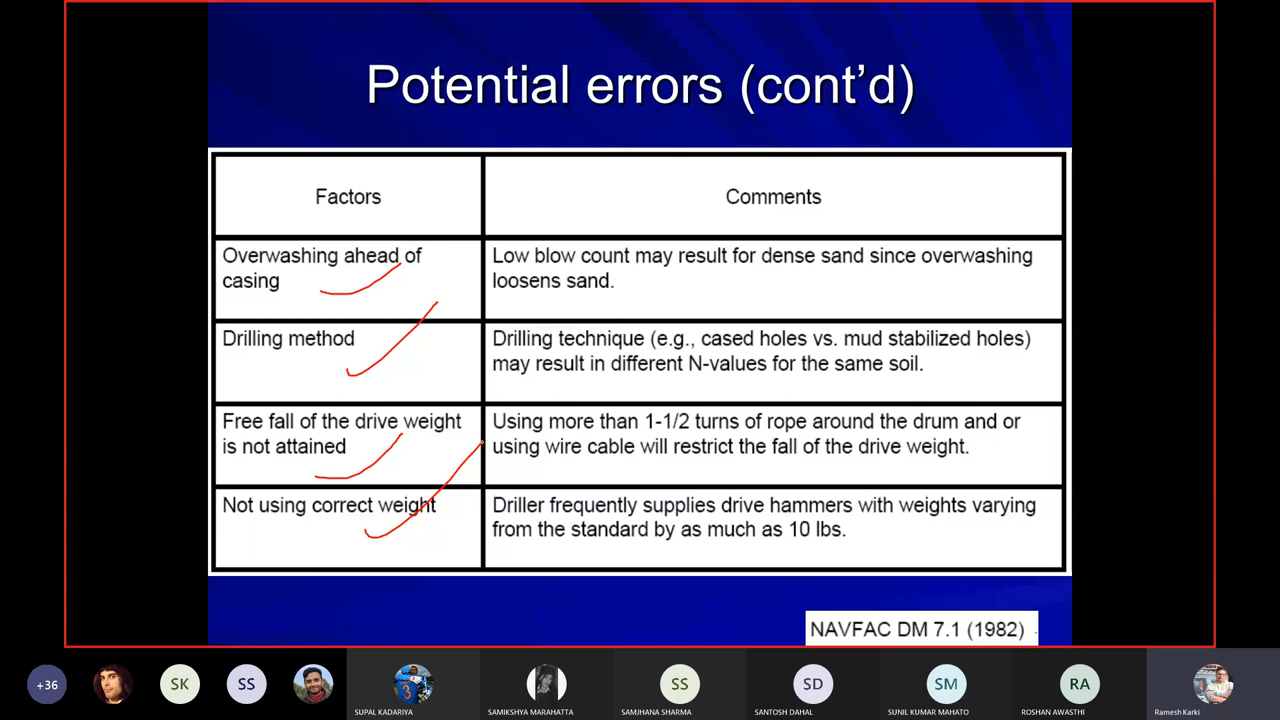 Potential errors (cont'd)
Factors
Comments
Overwashing ahead of
casing
Low blow count may result for dense sand since overwashing
loosens sand.
Drilling method
Drilling technique (e.g., cased holes vs. mud stabilized holes)
may result in different N-values for the same soil.
Free fall of the drive weight
is not attained
Using more than 1-1/2 turns of rope around the drum and or
using wire cable will restrict the fall of the drive weight.
Not using correct weight
Driller frequently supplies drive hammers with weights varying
from the standard by as much as 10 lbs.
NAVFAC DM 7.1 (1982)
+36
SK
SS
SS
SD
SM
RA
SUPAL KADARIYA
SAMIKSHYA MARAHATTA
SAMJHANA SHARMA
SANTOSH DAHAL
SUNIL KUMAR MAHATO
ROSHAN AWASTHI
Ramesh Karki